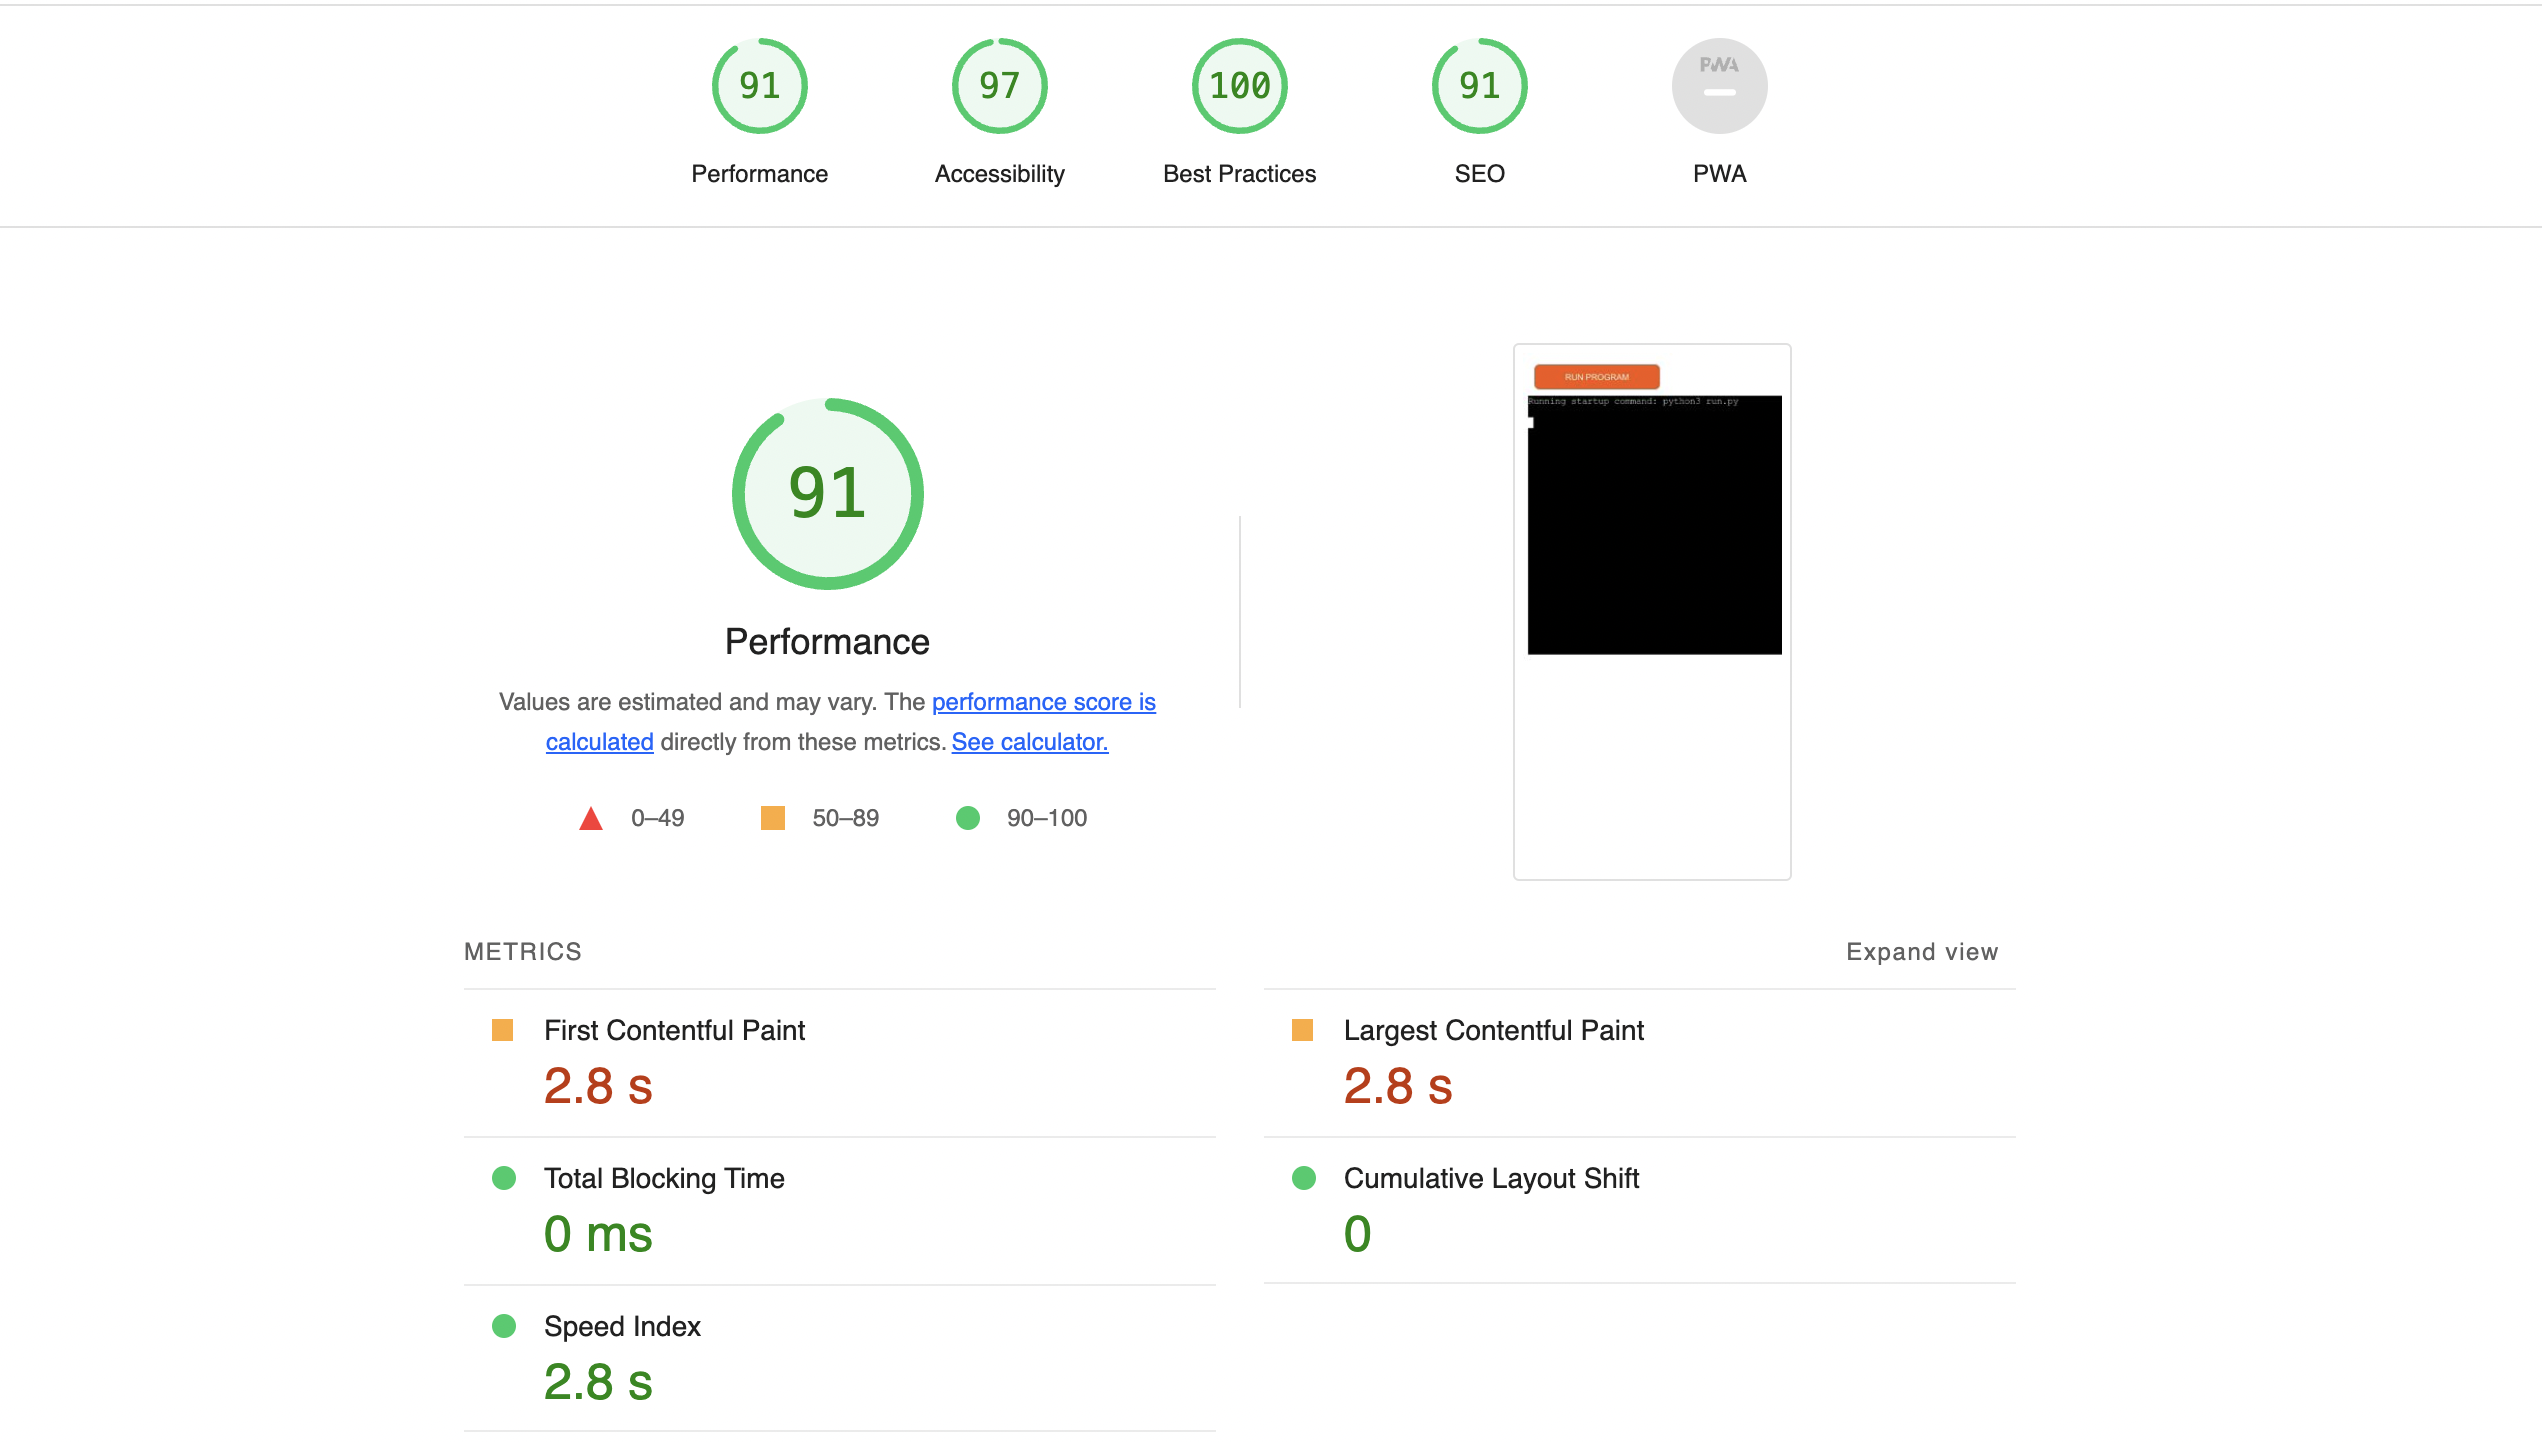 91
97
100
91
PWA
Performance
Accessibility
Best Practices
SEO
PWA
RUN PROGRAM
Running startup command: python3 run.py
91
Performance
Values are estimated and may vary. The performance score is
calculated directly from these metrics. See calculator.
0–49
50–89
90–100
METRICS
Expand view
First Contentful Paint
2.8 s
Largest Contentful Paint
2.8 s
Total Blocking Time
0 ms
Cumulative Layout Shift
0
Speed Index
2.8 s